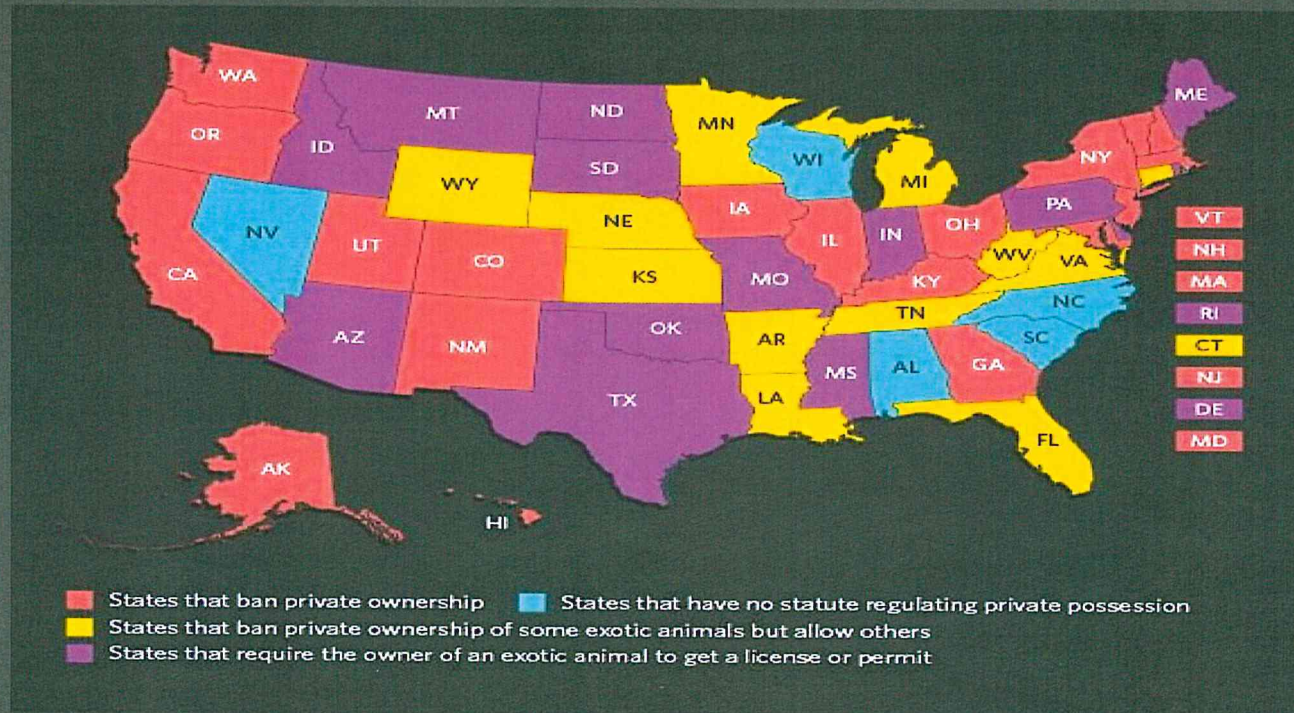 WA
OR
CA
NV
ID
MT
WY
UT
AZ
CO
NM
ND
SD
NE
KS
OK
TX
MN
IA
MO
AR
LA
WI
IL
MI
IN
OH
KY
TN
MS
AL
GA
FL
SC
NC
VA
WV
PA
NY
ME
VT
NH
MA
RI
CT
NJ
DE
MD
AK
HI
States that ban private ownership
States that have no statute regulating private possession
States that ban private ownership of some exotic animals but allow others
States that require the owner of an exotic animal to get a license or permit